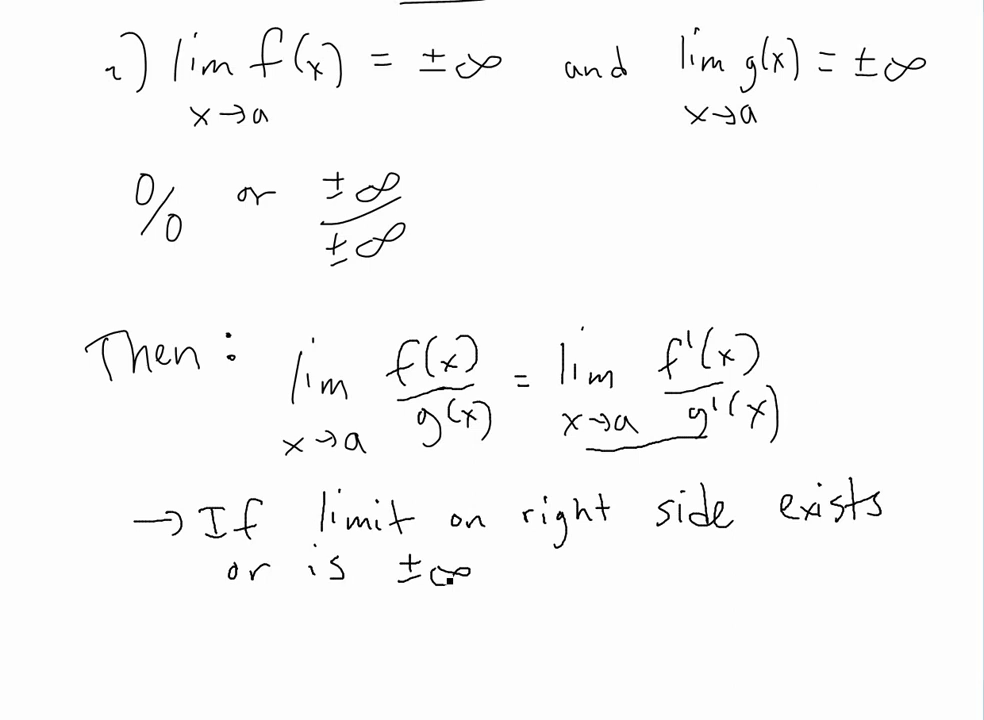 2) lim f(x) = ±∞ and lim g(x) = ±∞
x→a x→a
0/0 or ±∞/±∞
Then: lim f(x)/g(x) = lim f'(x)/g'(x)
x→a x→a
→ If limit on right side exists
or is ±∞